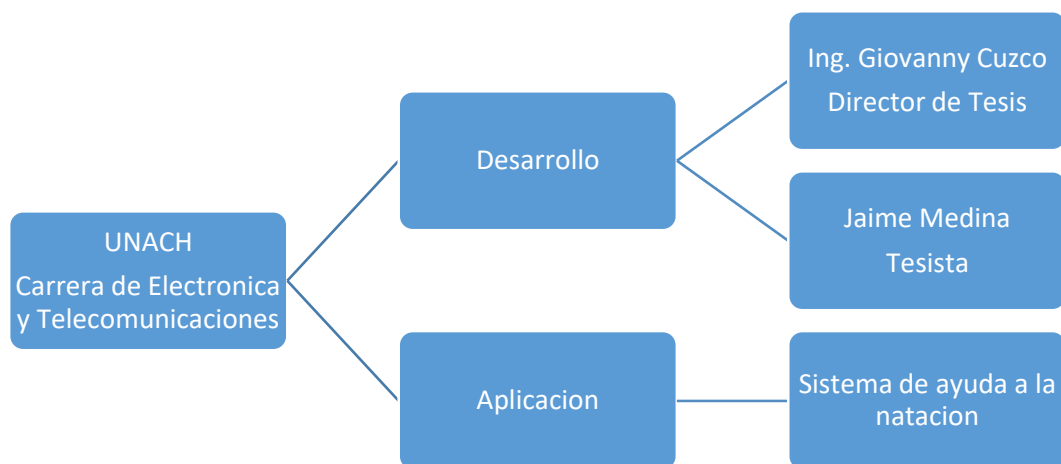 UNACH
Carrera de Electronica
y Telecomunicaciones
Desarrollo
Ing. Giovanny Cuzco
Director de Tesis
Jaime Medina
Tesista
Aplicacion
Sistema de ayuda a la
natacion